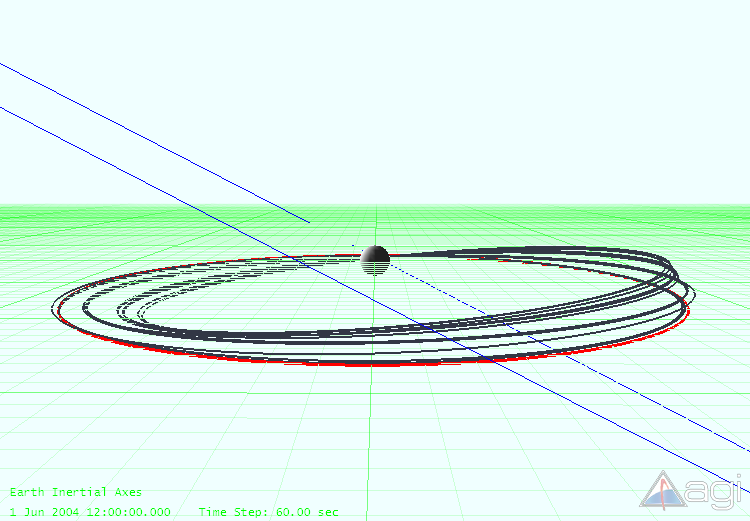 agi
Earth Inertial Axes
1 Jun 2004 12:00:00.000 Time Step: 60.00 sec